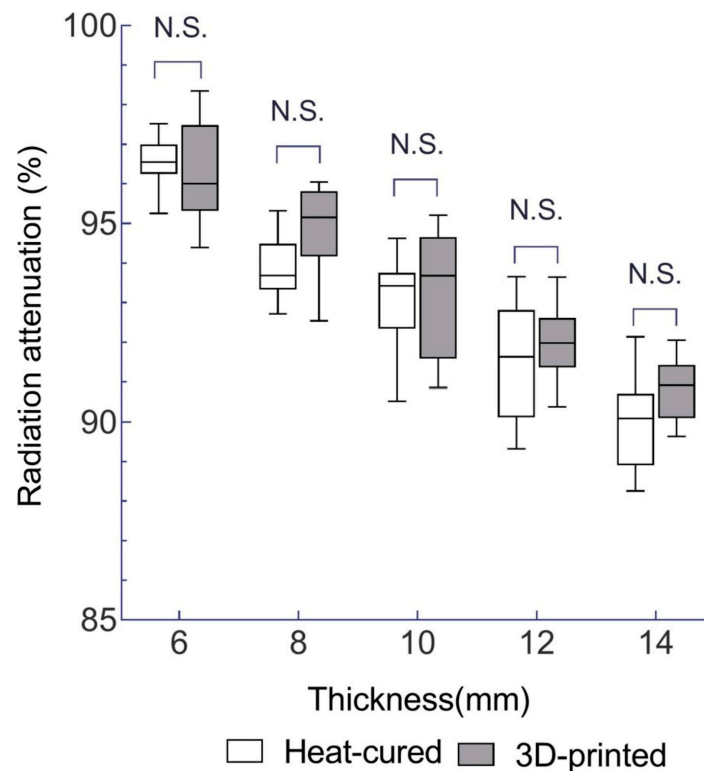 100
N.S.
N.S.
N.S.
95
N.S.
N.S.
90
85
6 8 10 12 14
Radiation attenuation (%)
Thickness(mm)
Heat-cured 3D-printed